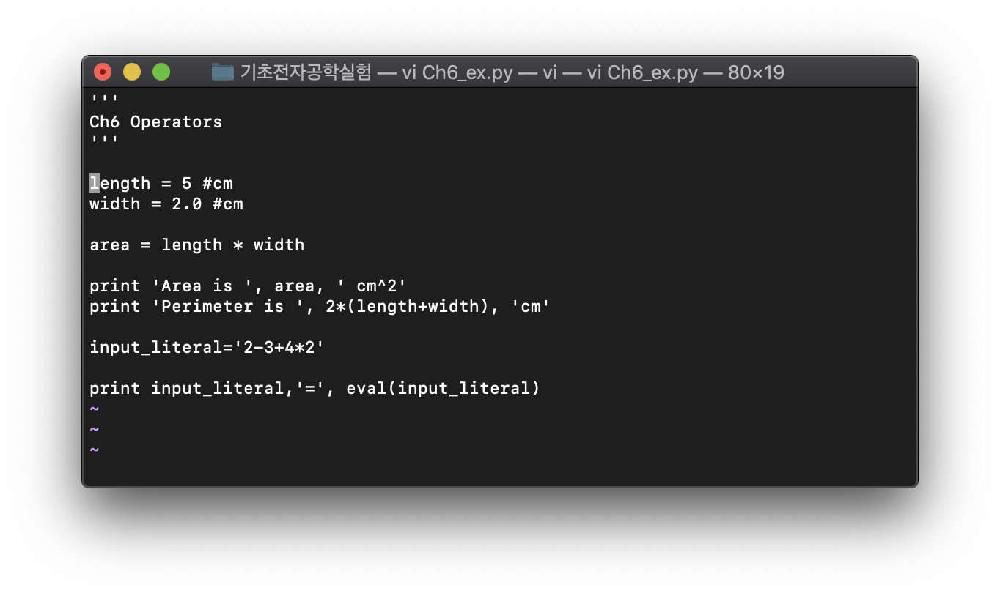 기초전자공학실험 — vi Ch6_ex.py — vi — vi Ch6_ex.py — 80×19
'''
Ch6 Operators
'''
length = 5 #cm
width = 2.0 #cm
area = length * width
print 'Area is ', area, ' cm^2'
print 'Perimeter is ', 2*(length+width), 'cm'
input_literal='2-3+4*2'
print input_literal,'=', eval(input_literal)
~
~
~